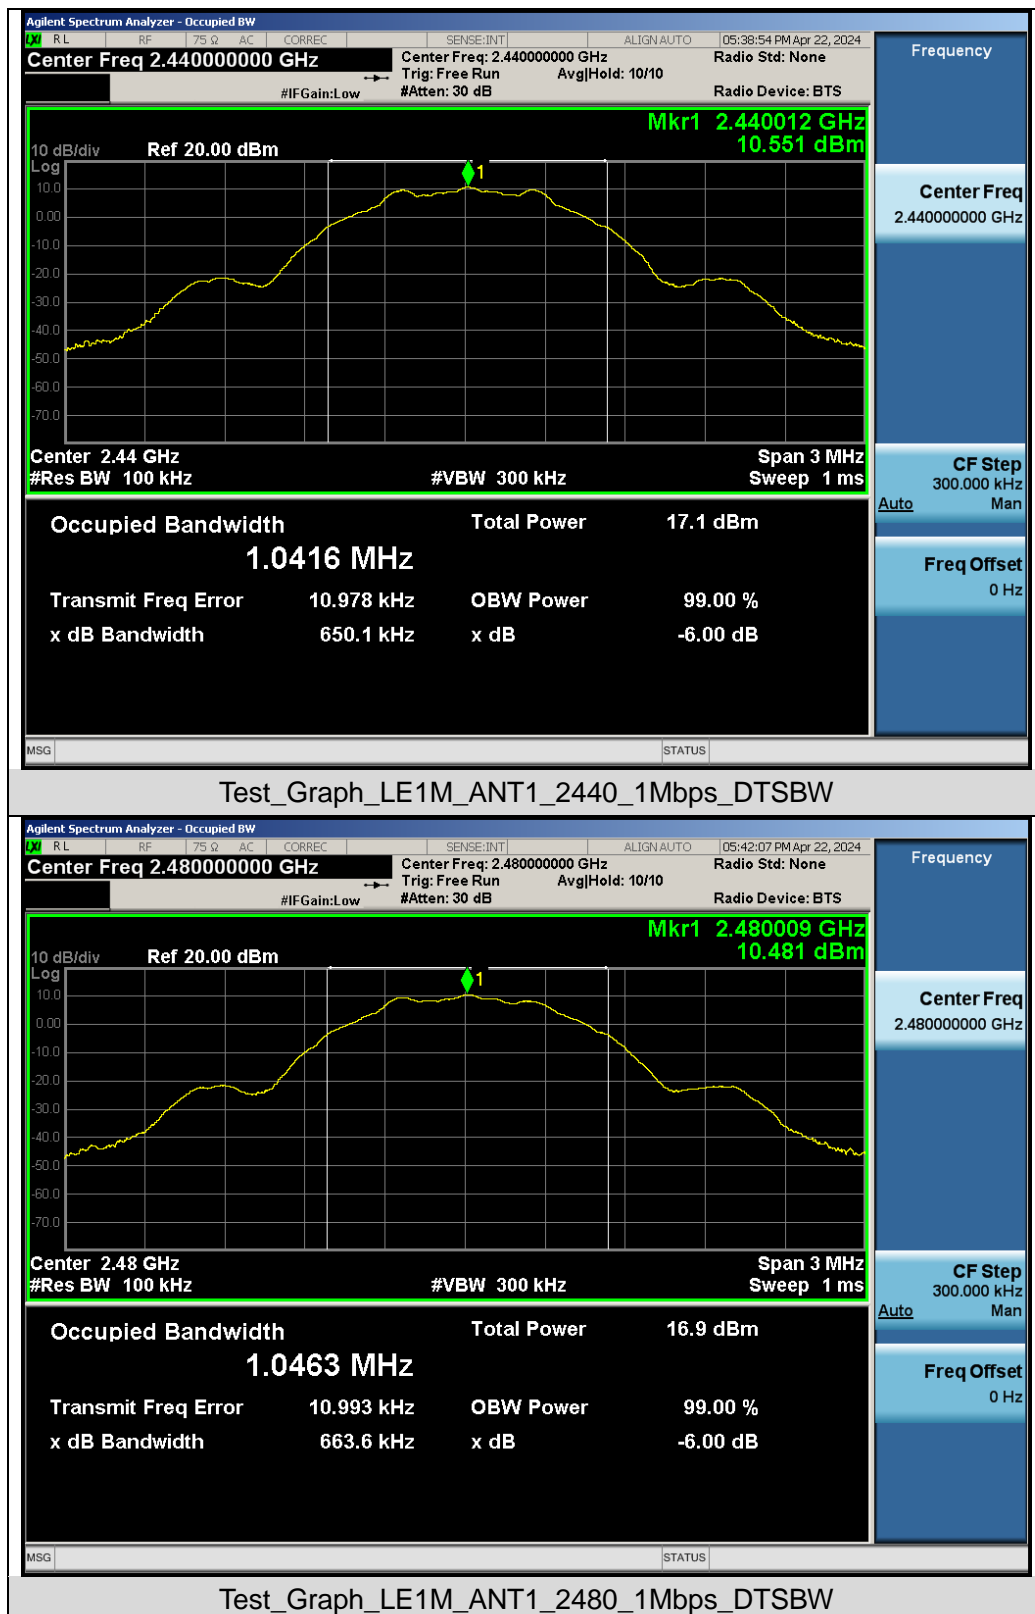 Agilent Spectrum Analyzer - Occupied BW
LXI RL RF 75 Ω AC CORREC SENSE:INT ALIGN AUTO 05:38:54 PM Apr 22, 2024
Center Freq 2.440000000 GHz
Center Freq: 2.440000000 GHz Radio Std: None
Trig: Free Run Avg|Hold: 10/10
#IFGain:Low #Atten: 30 dB Radio Device: BTS
Frequency
Mkr1 2.440012 GHz
10.551 dBm
10 dB/div Ref 20.00 dBm
Log
10.0
0.00
-10.0
-20.0
-30.0
-40.0
-50.0
-60.0
-70.0
1
Center 2.44 GHz Span 3 MHz
#Res BW 100 kHz #VBW 300 kHz Sweep 1 ms
Center Freq
2.440000000 GHz
CF Step
300.000 kHz
Auto Man
Freq Offset
0 Hz
Occupied Bandwidth Total Power 17.1 dBm
1.0416 MHz
Transmit Freq Error 10.978 kHz OBW Power 99.00 %
x dB Bandwidth 650.1 kHz x dB -6.00 dB
MSG STATUS
Test_Graph_LE1M_ANT1_2440_1Mbps_DTSBW
Agilent Spectrum Analyzer - Occupied BW
LXI RL RF 75 Ω AC CORREC SENSE:INT ALIGN AUTO 05:42:07 PM Apr 22, 2024
Center Freq 2.480000000 GHz
Center Freq: 2.480000000 GHz Radio Std: None
Trig: Free Run Avg|Hold: 10/10
#IFGain:Low #Atten: 30 dB Radio Device: BTS
Frequency
Mkr1 2.480009 GHz
10.481 dBm
10 dB/div Ref 20.00 dBm
Log
10.0
0.00
-10.0
-20.0
-30.0
-40.0
-50.0
-60.0
-70.0
1
Center 2.48 GHz Span 3 MHz
#Res BW 100 kHz #VBW 300 kHz Sweep 1 ms
Center Freq
2.480000000 GHz
CF Step
300.000 kHz
Auto Man
Freq Offset
0 Hz
Occupied Bandwidth Total Power 16.9 dBm
1.0463 MHz
Transmit Freq Error 10.993 kHz OBW Power 99.00 %
x dB Bandwidth 663.6 kHz x dB -6.00 dB
MSG STATUS
Test_Graph_LE1M_ANT1_2480_1Mbps_DTSBW